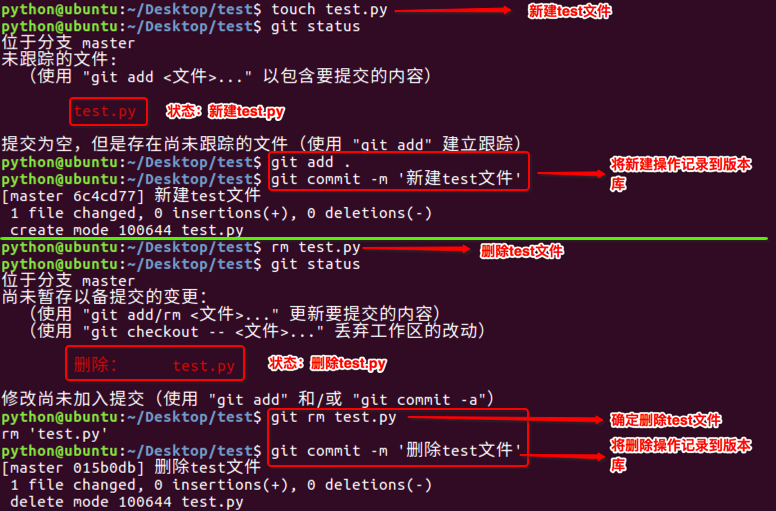 python@ubuntu:~/Desktop/test$ touch test.py 新建test文件
python@ubuntu:~/Desktop/test$ git status
位于分支 master
未跟踪的文件:
（使用 "git add <文件>..." 以包含要提交的内容）
test.py 状态：新建test.py
提交为空，但是存在尚未跟踪的文件（使用 "git add" 建立跟踪）
python@ubuntu:~/Desktop/test$ git add .
python@ubuntu:~/Desktop/test$ git commit -m '新建test文件'
将新建操作记录到版本
库
[master 6c4cd77] 新建test文件
1 file changed, 0 insertions(+), 0 deletions(-)
create mode 100644 test.py
python@ubuntu:~/Desktop/test$ rm test.py 删除test文件
python@ubuntu:~/Desktop/test$ git status
位于分支 master
尚未暂存以备提交的变更：
（使用 "git add/rm <文件>..." 更新要提交的内容）
（使用 "git checkout -- <文件>..." 丢弃工作区的改动）
删除： test.py 状态：删除test.py
修改尚未加入提交（使用 "git add" 和/或 "git commit -a"）
python@ubuntu:~/Desktop/test$ git rm test.py 确定删除test文件
rm 'test.py'
python@ubuntu:~/Desktop/test$ git commit -m '删除test文件'
将删除操作记录到版本
库
[master 015b0db] 删除test文件
1 file changed, 0 insertions(+), 0 deletions(-)
delete mode 100644 test.py